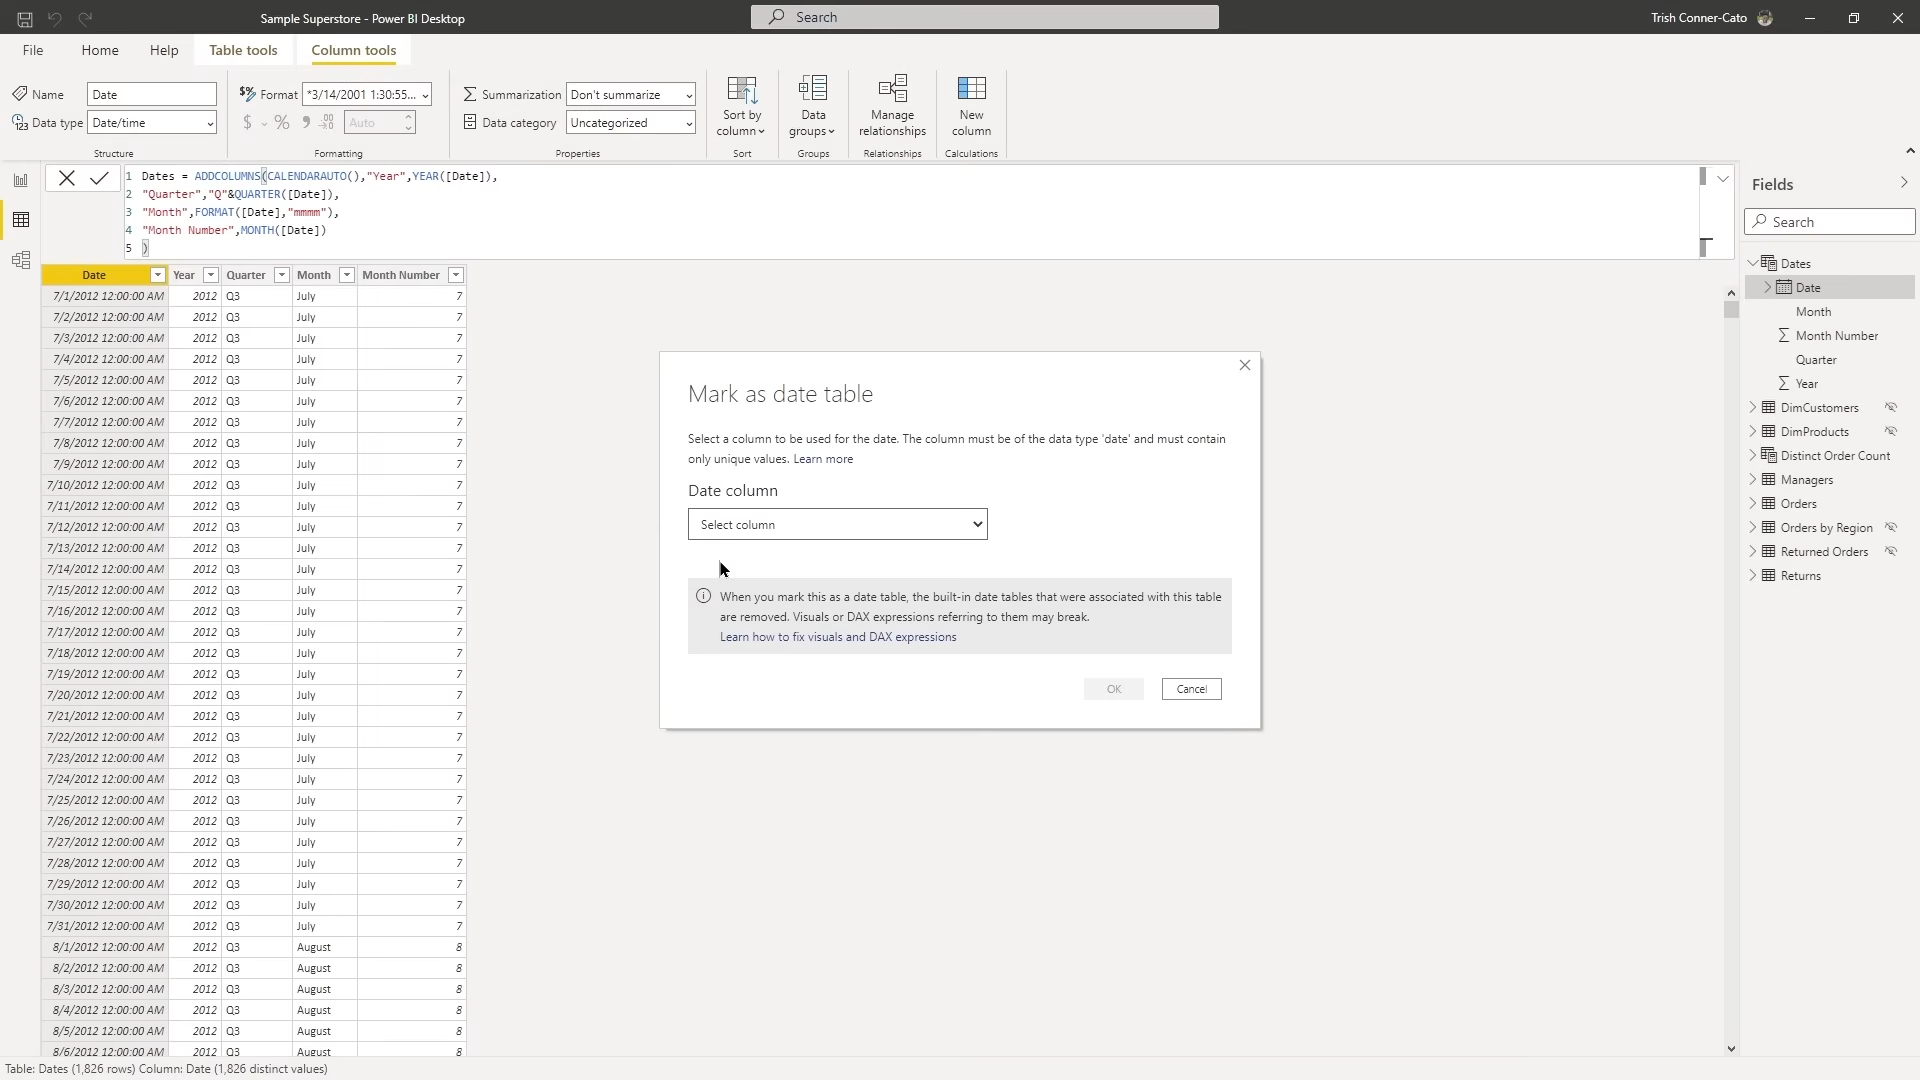 Sample Superstore - Power BI Desktop
Search
Trish Conner-Cato
File
Home
Help
Table tools
Column tools
Name
Date
Format
*3/14/2001 1:30:55...
Summarization
Don't summarize
Data type
Date/time
$
%
Auto
Data category
Uncategorized
Sort by column
Data groups
Manage relationships
New column
Structure
Formatting
Properties
Sort
Groups
Relationships
Calculations
1 Dates = ADDCOLUMNS(CALENDARAUTO(),"Year",YEAR([Date]),
2 "Quarter","Q"&QUARTER([Date]),
3 "Month",FORMAT([Date],"mmmm"),
4 "Month Number",MONTH([Date])
5 )
Date Year Quarter Month Month Number
7/1/2012 12:00:00 AM 2012 Q3 July 7
7/2/2012 12:00:00 AM 2012 Q3 July 7
7/3/2012 12:00:00 AM 2012 Q3 July 7
7/4/2012 12:00:00 AM 2012 Q3 July 7
7/5/2012 12:00:00 AM 2012 Q3 July 7
7/6/2012 12:00:00 AM 2012 Q3 July 7
7/7/2012 12:00:00 AM 2012 Q3 July 7
7/8/2012 12:00:00 AM 2012 Q3 July 7
7/9/2012 12:00:00 AM 2012 Q3 July 7
7/10/2012 12:00:00 AM 2012 Q3 July 7
7/11/2012 12:00:00 AM 2012 Q3 July 7
7/12/2012 12:00:00 AM 2012 Q3 July 7
7/13/2012 12:00:00 AM 2012 Q3 July 7
7/14/2012 12:00:00 AM 2012 Q3 July 7
7/15/2012 12:00:00 AM 2012 Q3 July 7
7/16/2012 12:00:00 AM 2012 Q3 July 7
7/17/2012 12:00:00 AM 2012 Q3 July 7
7/18/2012 12:00:00 AM 2012 Q3 July 7
7/19/2012 12:00:00 AM 2012 Q3 July 7
7/20/2012 12:00:00 AM 2012 Q3 July 7
7/21/2012 12:00:00 AM 2012 Q3 July 7
7/22/2012 12:00:00 AM 2012 Q3 July 7
7/23/2012 12:00:00 AM 2012 Q3 July 7
7/24/2012 12:00:00 AM 2012 Q3 July 7
7/25/2012 12:00:00 AM 2012 Q3 July 7
7/26/2012 12:00:00 AM 2012 Q3 July 7
7/27/2012 12:00:00 AM 2012 Q3 July 7
7/28/2012 12:00:00 AM 2012 Q3 July 7
7/29/2012 12:00:00 AM 2012 Q3 July 7
7/30/2012 12:00:00 AM 2012 Q3 July 7
7/31/2012 12:00:00 AM 2012 Q3 July 7
8/1/2012 12:00:00 AM 2012 Q3 August 8
8/2/2012 12:00:00 AM 2012 Q3 August 8
8/3/2012 12:00:00 AM 2012 Q3 August 8
8/4/2012 12:00:00 AM 2012 Q3 August 8
8/5/2012 12:00:00 AM 2012 Q3 August 8
8/6/2012 12:00:00 AM 2012 Q3 August 8
Mark as date table
Select a column to be used for the date. The column must be of the data type 'date' and must contain
only unique values. Learn more
Date column
Select column
When you mark this as a date table, the built-in date tables that were associated with this table
are removed. Visuals or DAX expressions referring to them may break.
Learn how to fix visuals and DAX expressions
OK
Cancel
Fields
Search
Dates
Date
Month
Month Number
Quarter
Year
DimCustomers
DimProducts
Distinct Order Count
Managers
Orders
Orders by Region
Returned Orders
Returns
Table: Dates (1,826 rows) Column: Date (1,826 distinct values)